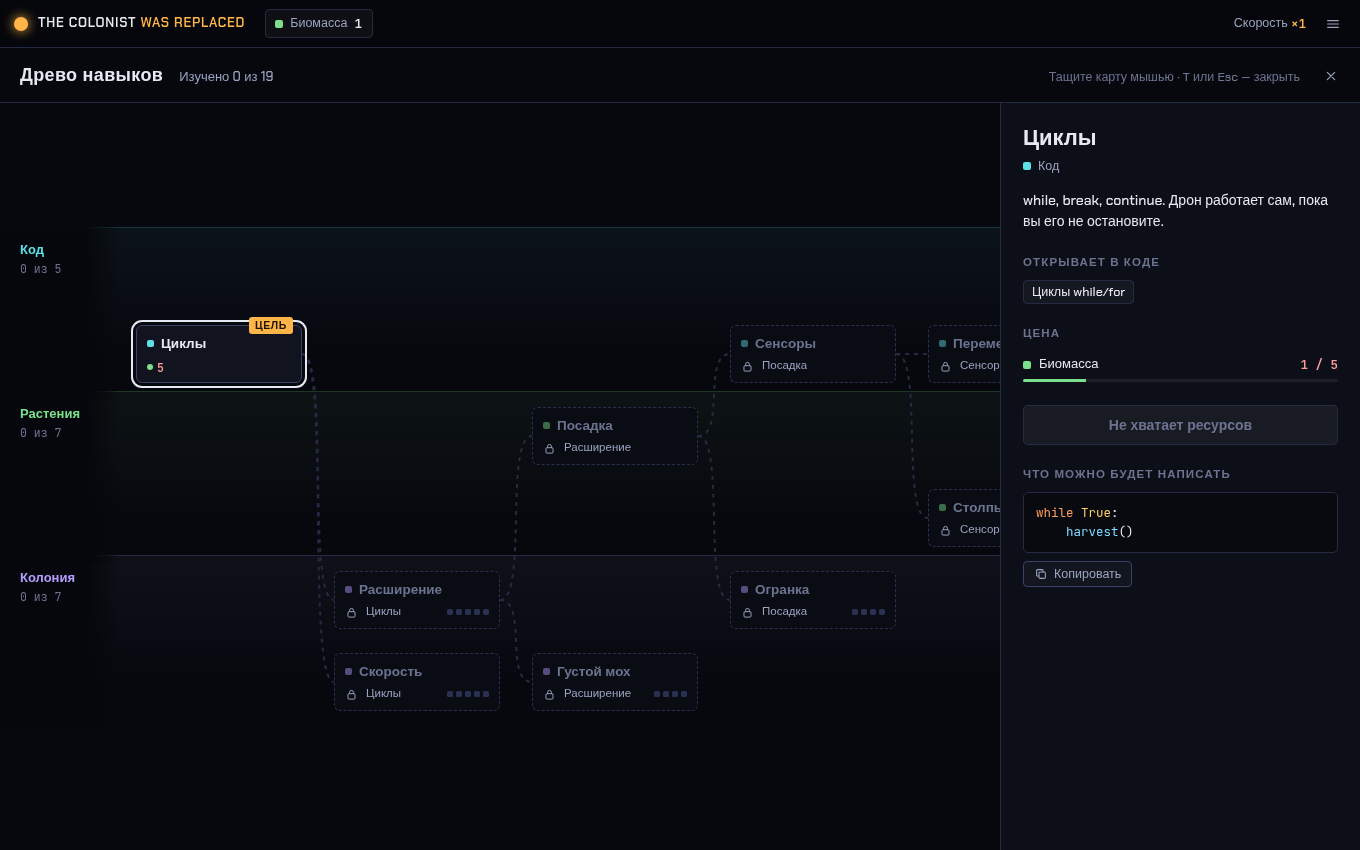 THE COLONIST WAS REPLACED
Биомасса 1
Скорость ×1
Древо навыков
Изучено 0 из 19
Тащите карту мышью · T или Esc — закрыть
Код
0 из 5
ЦЕЛЬ
Циклы
5
Сенсоры
Посадка
Растения
0 из 7
Посадка
Расширение
Колония
0 из 7
Расширение
Циклы
Огранка
Посадка
Скорость
Циклы
Густой мох
Расширение
Циклы
Код
while, break, continue. Дрон работает сам, пока
вы его не остановите.
ОТКРЫВАЕТ В КОДЕ
Циклы while/for
ЦЕНА
Биомасса 1 / 5
Не хватает ресурсов
ЧТО МОЖНО БУДЕТ НАПИСАТЬ
while True:
harvest()
Копировать